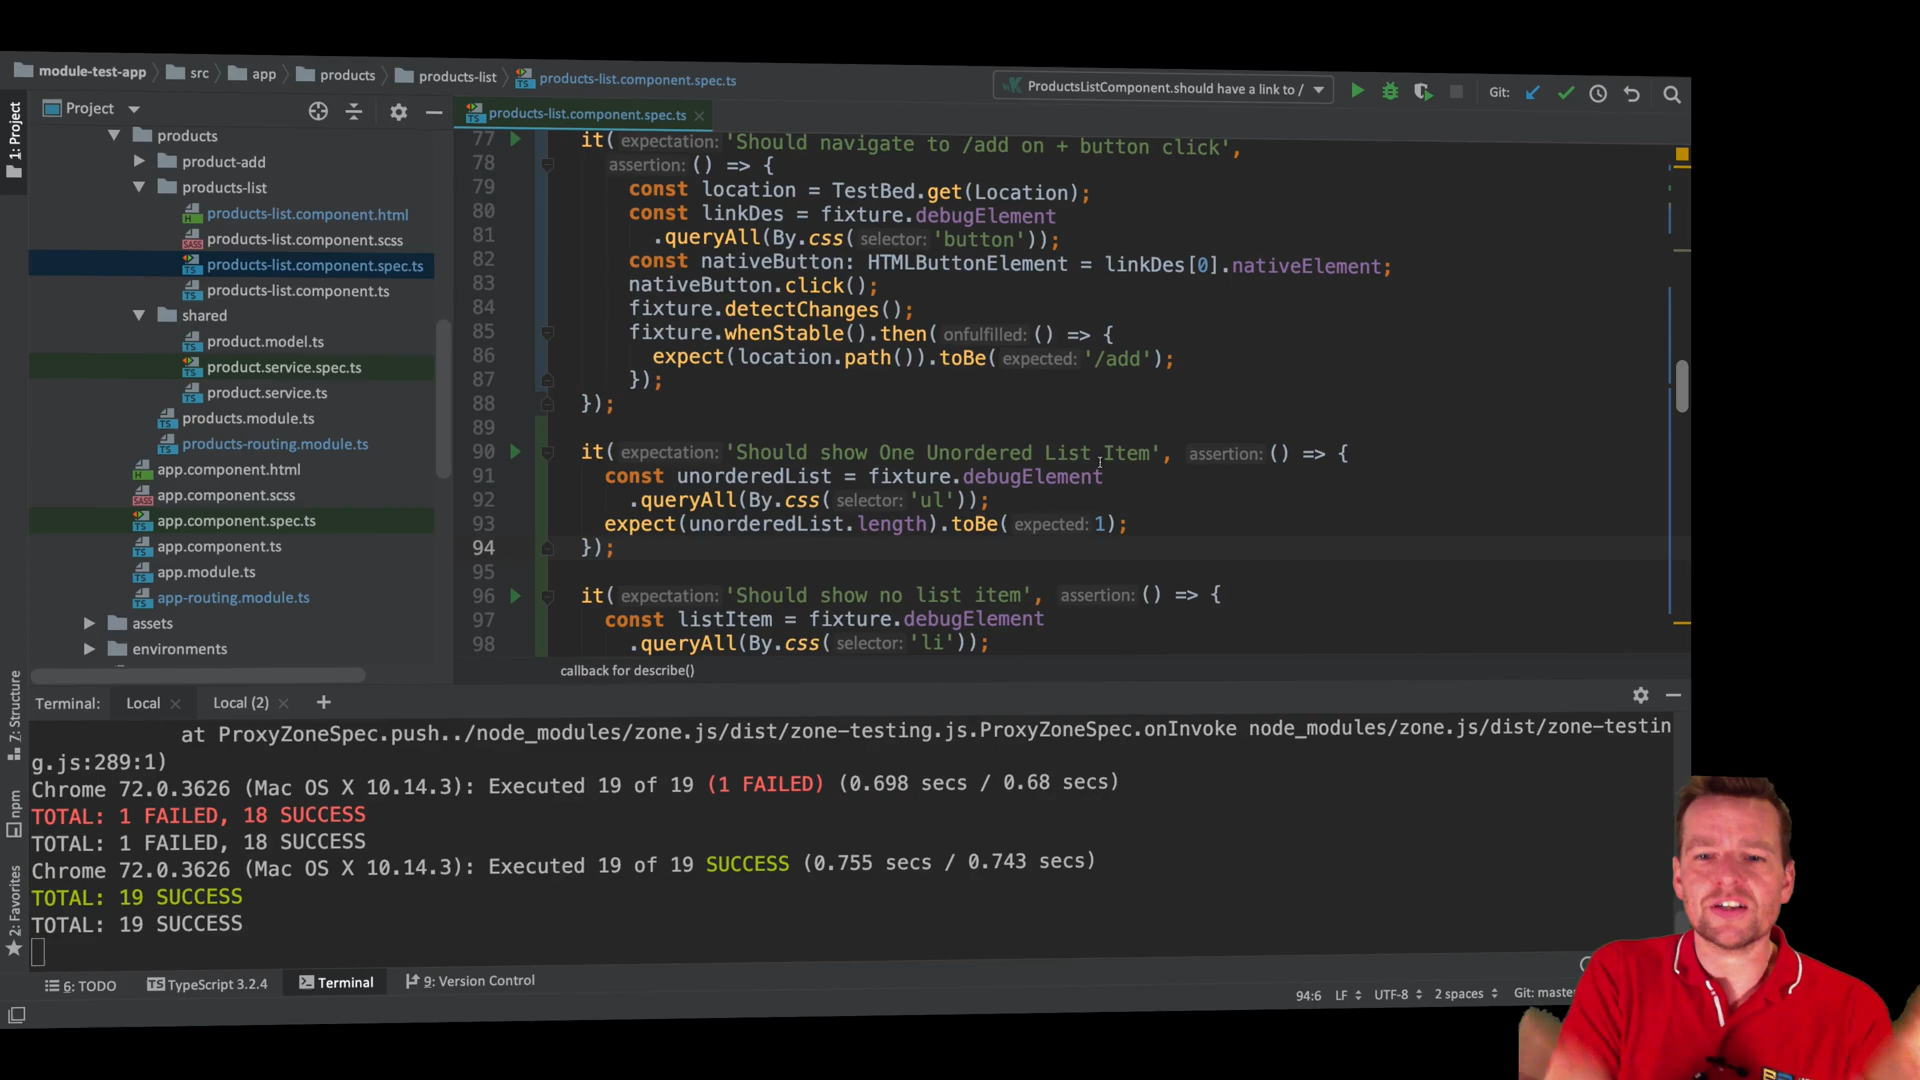 module-test-app src app products products-list products-list.component.spec.ts
ProductsListComponent.should have a link to /
Git:
1: Project
Project
products-list.component.spec.ts
products
product-add
products-list
products-list.component.html
products-list.component.scss
products-list.component.spec.ts
products-list.component.ts
shared
product.model.ts
product.service.spec.ts
product.service.ts
products.module.ts
products-routing.module.ts
app.component.html
app.component.scss
app.component.spec.ts
app.component.ts
app.module.ts
app-routing.module.ts
assets
environments
77 it( expectation: 'Should navigate to /add on + button click',
78 assertion: () => {
79 const location = TestBed.get(Location);
80 const linkDes = fixture.debugElement
81 .queryAll(By.css( selector: 'button'));
82 const nativeButton: HTMLButtonElement = linkDes[0].nativeElement;
83 nativeButton.click();
84 fixture.detectChanges();
85 fixture.whenStable().then( onfulfilled: () => {
86 expect(location.path()).toBe( expected: '/add');
87 });
88 });
89
90 it( expectation: 'Should show One Unordered List Item', assertion: () => {
91 const unorderedList = fixture.debugElement
92 .queryAll(By.css( selector: 'ul'));
93 expect(unorderedList.length).toBe( expected: 1);
94 });
95
96 it( expectation: 'Should show no list item', assertion: () => {
97 const listItem = fixture.debugElement
98 .queryAll(By.css( selector: 'li'));
callback for describe()
7: Structure
npm
2: Favorites
Terminal: Local Local (2)
at ProxyZoneSpec.push../node_modules/zone.js/dist/zone-testing.js.ProxyZoneSpec.onInvoke node_modules/zone.js/dist/zone-testin
g.js:289:1)
Chrome 72.0.3626 (Mac OS X 10.14.3): Executed 19 of 19 (1 FAILED) (0.698 secs / 0.68 secs)
TOTAL: 1 FAILED, 18 SUCCESS
TOTAL: 1 FAILED, 18 SUCCESS
Chrome 72.0.3626 (Mac OS X 10.14.3): Executed 19 of 19 SUCCESS (0.755 secs / 0.743 secs)
TOTAL: 19 SUCCESS
TOTAL: 19 SUCCESS
6: TODO TypeScript 3.2.4 Terminal 9: Version Control
94:6 LF UTF-8 2 spaces Git: maste